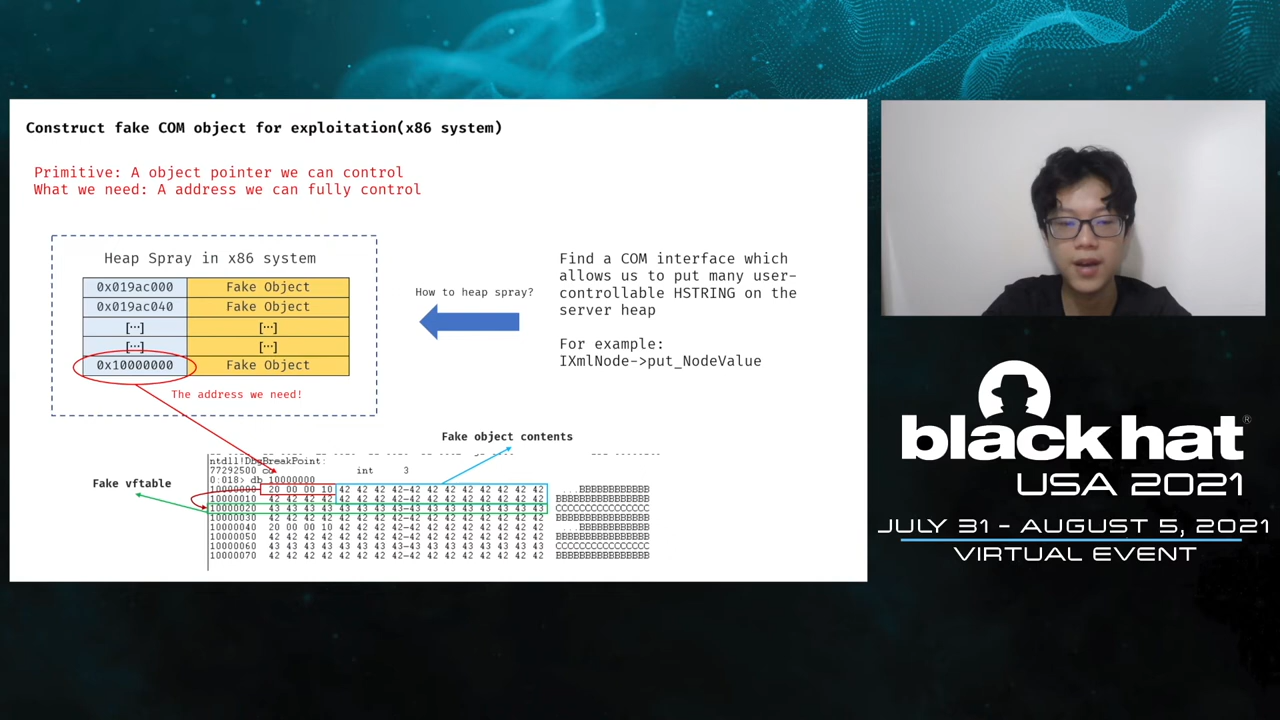 Construct fake COM object for exploitation(x86 system)
Primitive: A object pointer we can control
What we need: A address we can fully control
Heap Spray in x86 system
0x019ac000 Fake Object
0x019ac040 Fake Object
[…] […]
[…] […]
0x10000000 Fake Object
The address we need!
How to heap spray?
Find a COM interface which
allows us to put many user-
controllable HSTRING on the
server heap
For example:
IXmlNode->put_NodeValue
Fake object contents
Fake vftable
ntdll!DbgBreakPoint:
77292500 cc int 3
0:018> db 10000000
10000000 20 00 00 10 42 42 42 42-42 42 42 42 42 42 42 42 ...BBBBBBBBBBBB
10000010 42 42 42 42 42 42 42 42-42 42 42 42 42 42 42 42 BBBBBBBBBBBBBBBB
10000020 43 43 43 43 43 43 43 43-43 43 43 43 43 43 43 43 CCCCCCCCCCCCCCCC
10000030 42 42 42 42 42 42 42 42-42 42 42 42 42 42 42 42 BBBBBBBBBBBBBBBB
10000040 20 00 00 10 42 42 42 42-42 42 42 42 42 42 42 42 ...BBBBBBBBBBBB
10000050 42 42 42 42 42 42 42 42-42 42 42 42 42 42 42 42 BBBBBBBBBBBBBBBB
10000060 43 43 43 43 43 43 43 43-43 43 43 43 43 43 43 43 CCCCCCCCCCCCCCCC
10000070 42 42 42 42 42 42 42 42-42 42 42 42 42 42 42 42 BBBBBBBBBBBBBBBB
black hat®
USA 2021
JULY 31 - AUGUST 5, 2021
VIRTUAL EVENT